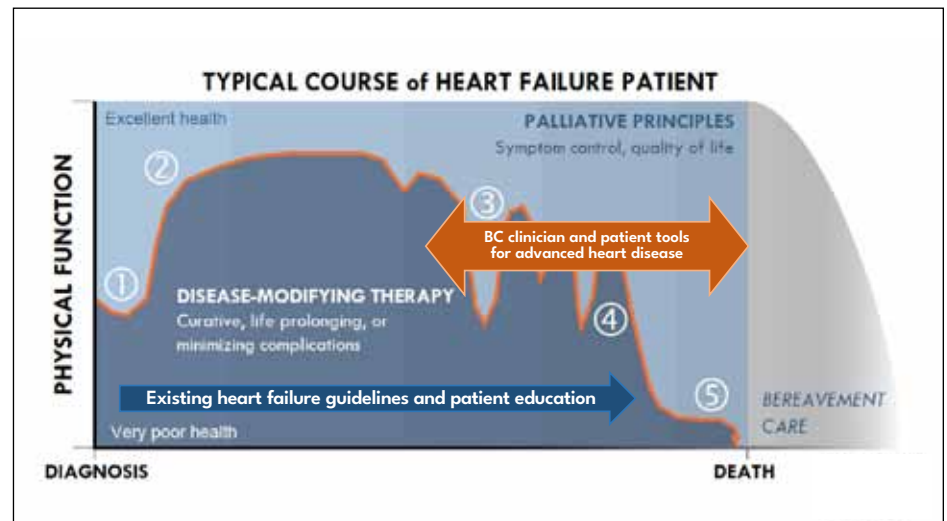 TYPICAL COURSE of HEART FAILURE PATIENT
Excellent health
PALLIATIVE PRINCIPLES
Symptom control, quality of life
PHYSICAL FUNCTION
①
②
③
④
⑤
BC clinician and patient tools
for advanced heart disease
DISEASE-MODIFYING THERAPY
Curative, life prolonging, or
minimizing complications
Existing heart failure guidelines and patient education
BEREAVEMENT
CARE
Very poor health
DIAGNOSIS
DEATH